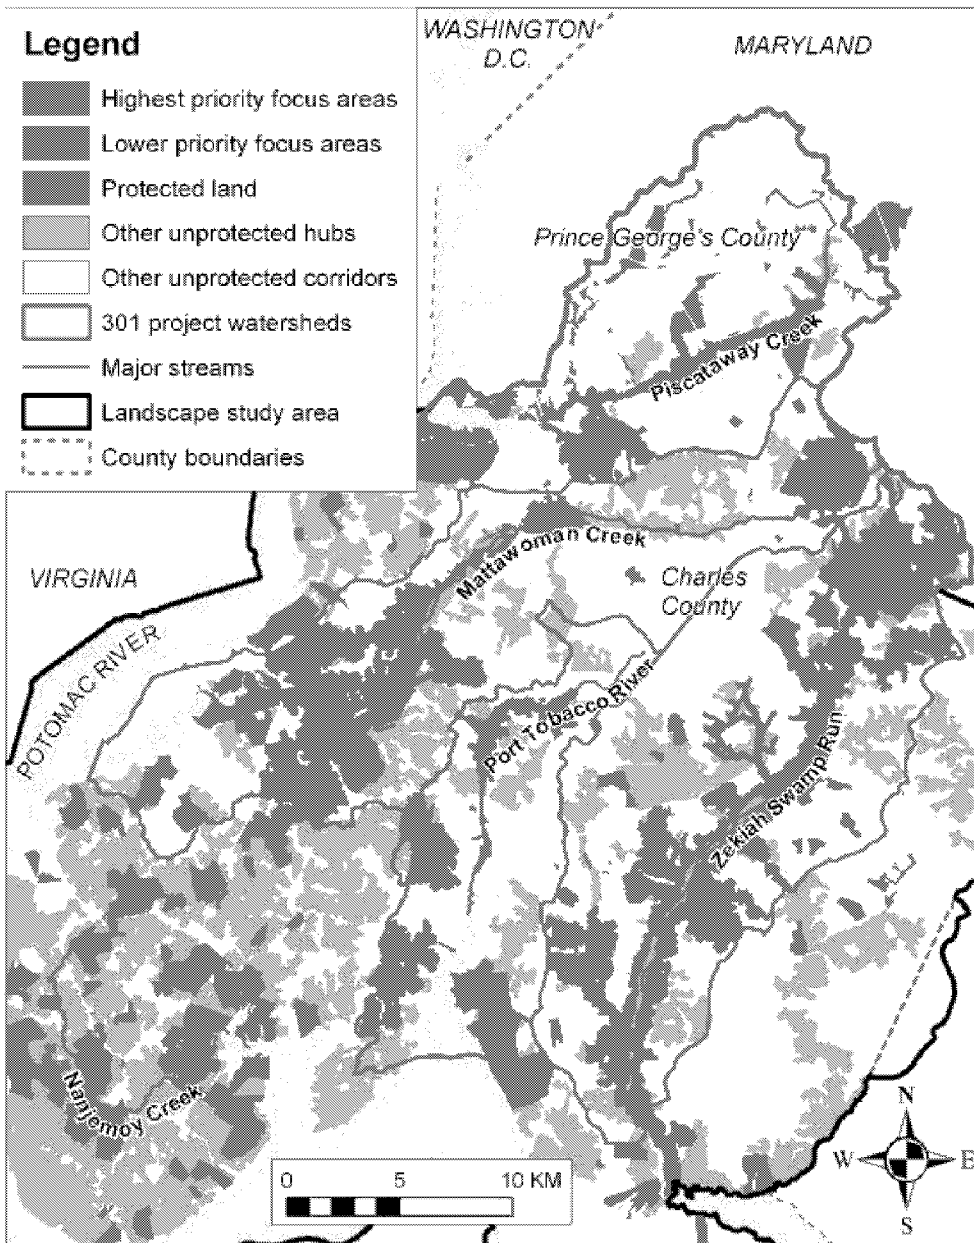 Legend
Highest priority focus areas
Lower priority focus areas
Protected land
Other unprotected hubs
Other unprotected corridors
301 project watersheds
Major streams
Landscape study area
County boundaries
WASHINGTON
D.C.
MARYLAND
Prince George's County
Piscataway Creek
Mattawoman Creek
VIRGINIA
Charles
County
POTOMAC RIVER
Port Tobacco River
Zekiah Swamp Run
Nanjemoy Creek
0 5 10 KM
N
W E
S